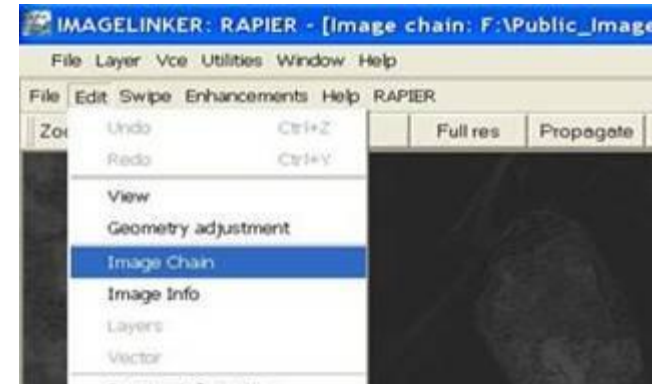 IMAGELINKER: RAPIER - [Image chain: F:\Public_Image
File Layer Vce Utilities Window Help
File Edit Swipe Enhancements Help RAPIER
Full res Propagate
Undo Ctrl+Z
Redo Ctrl+Y
View
Geometry adjustment
Image Chain
Image Info
Layers
Vector